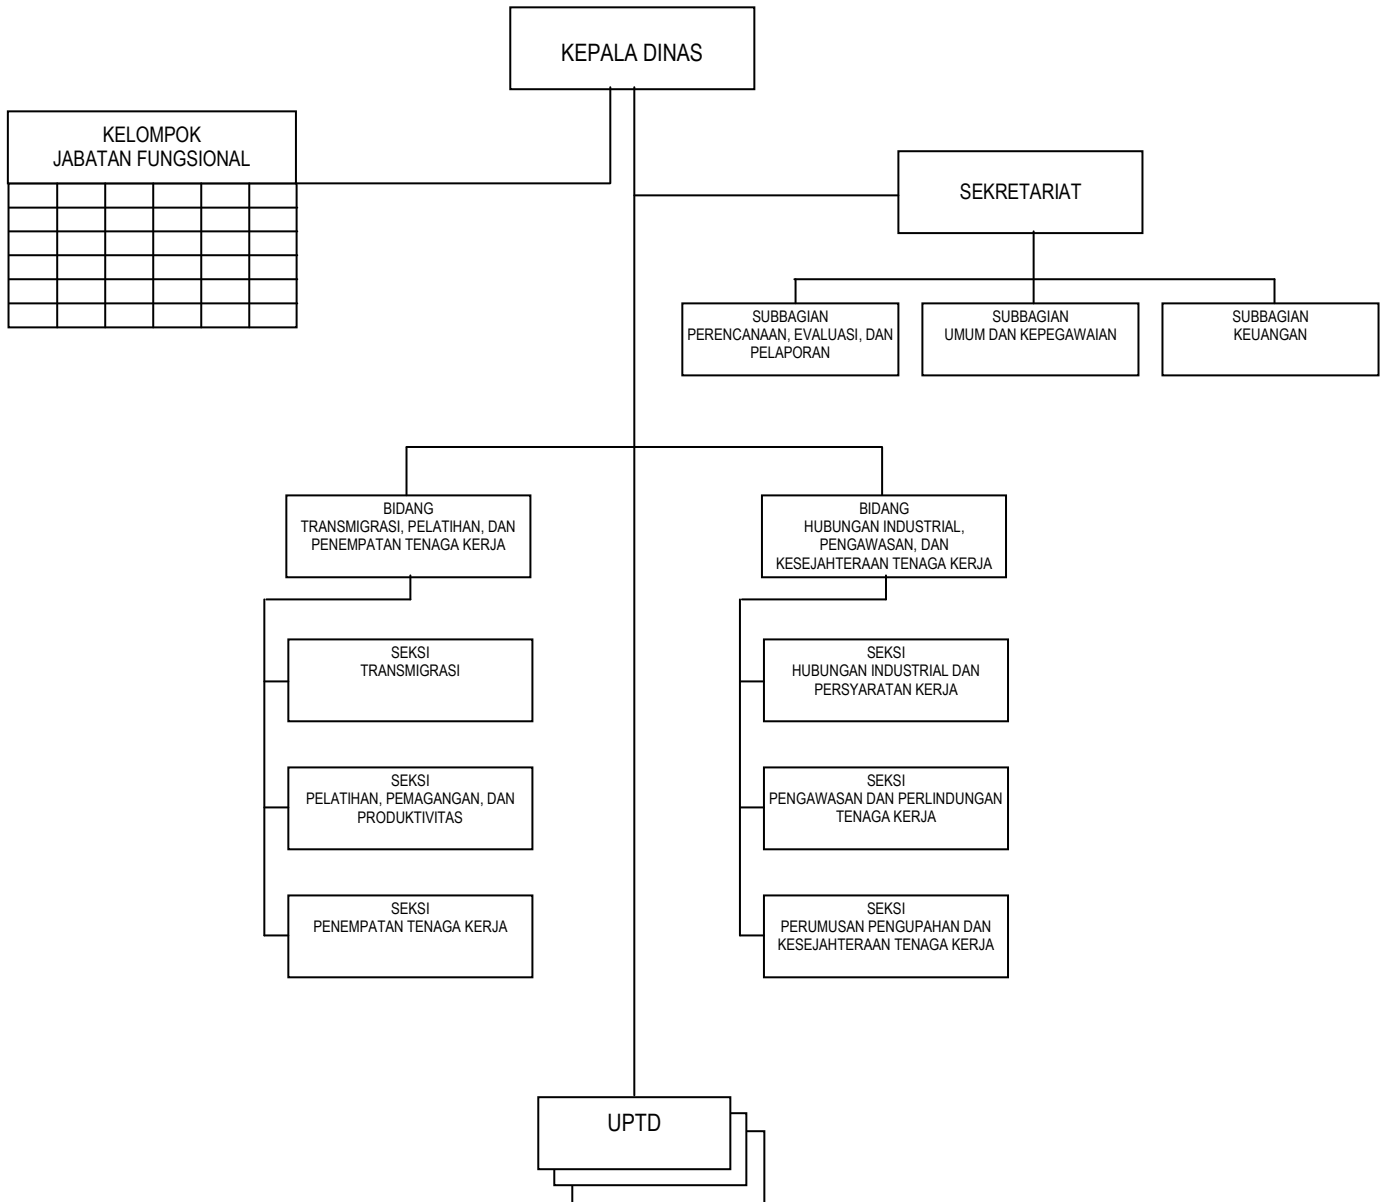 KEPALA DINAS
KELOMPOK
JABATAN FUNGSIONAL
SEKRETARIAT
SUBBAGIAN
PERENCANAAN, EVALUASI, DAN
PELAPORAN
SUBBAGIAN
UMUM DAN KEPEGAWAIAN
SUBBAGIAN
KEUANGAN
BIDANG
TRANSMIGRASI, PELATIHAN, DAN
PENEMPATAN TENAGA KERJA
BIDANG
HUBUNGAN INDUSTRIAL,
PENGAWASAN, DAN
KESEJAHTERAAN TENAGA KERJA
SEKSI
TRANSMIGRASI
SEKSI
HUBUNGAN INDUSTRIAL DAN
PERSYARATAN KERJA
SEKSI
PELATIHAN, PEMAGANGAN, DAN
PRODUKTIVITAS
SEKSI
PENGAWASAN DAN PERLINDUNGAN
TENAGA KERJA
SEKSI
PENEMPATAN TENAGA KERJA
SEKSI
PERUMUSAN PENGUPAHAN DAN
KESEJAHTERAAN TENAGA KERJA
UPTD